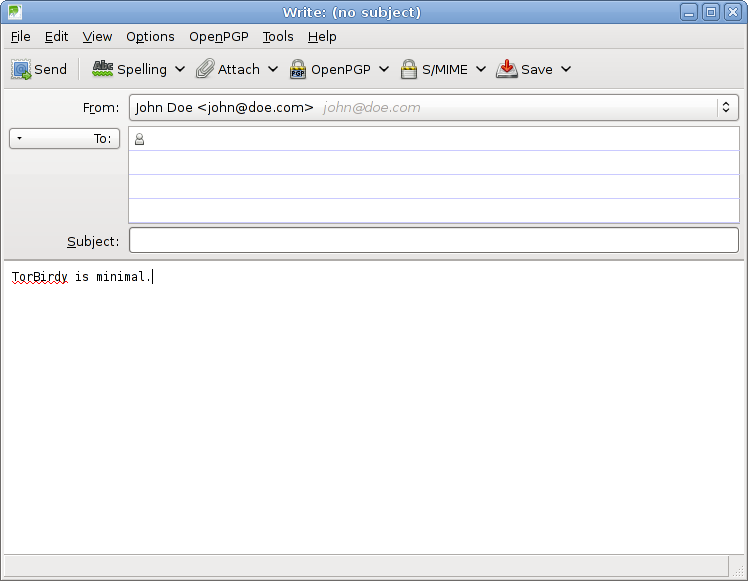 Write: (no subject)
File Edit View Options OpenPGP Tools Help
Send Abc Spelling Attach PGP OpenPGP S/MIME Save
From: John Doe <john@doe.com> john@doe.com
To:
Subject:
TorBirdy is minimal.